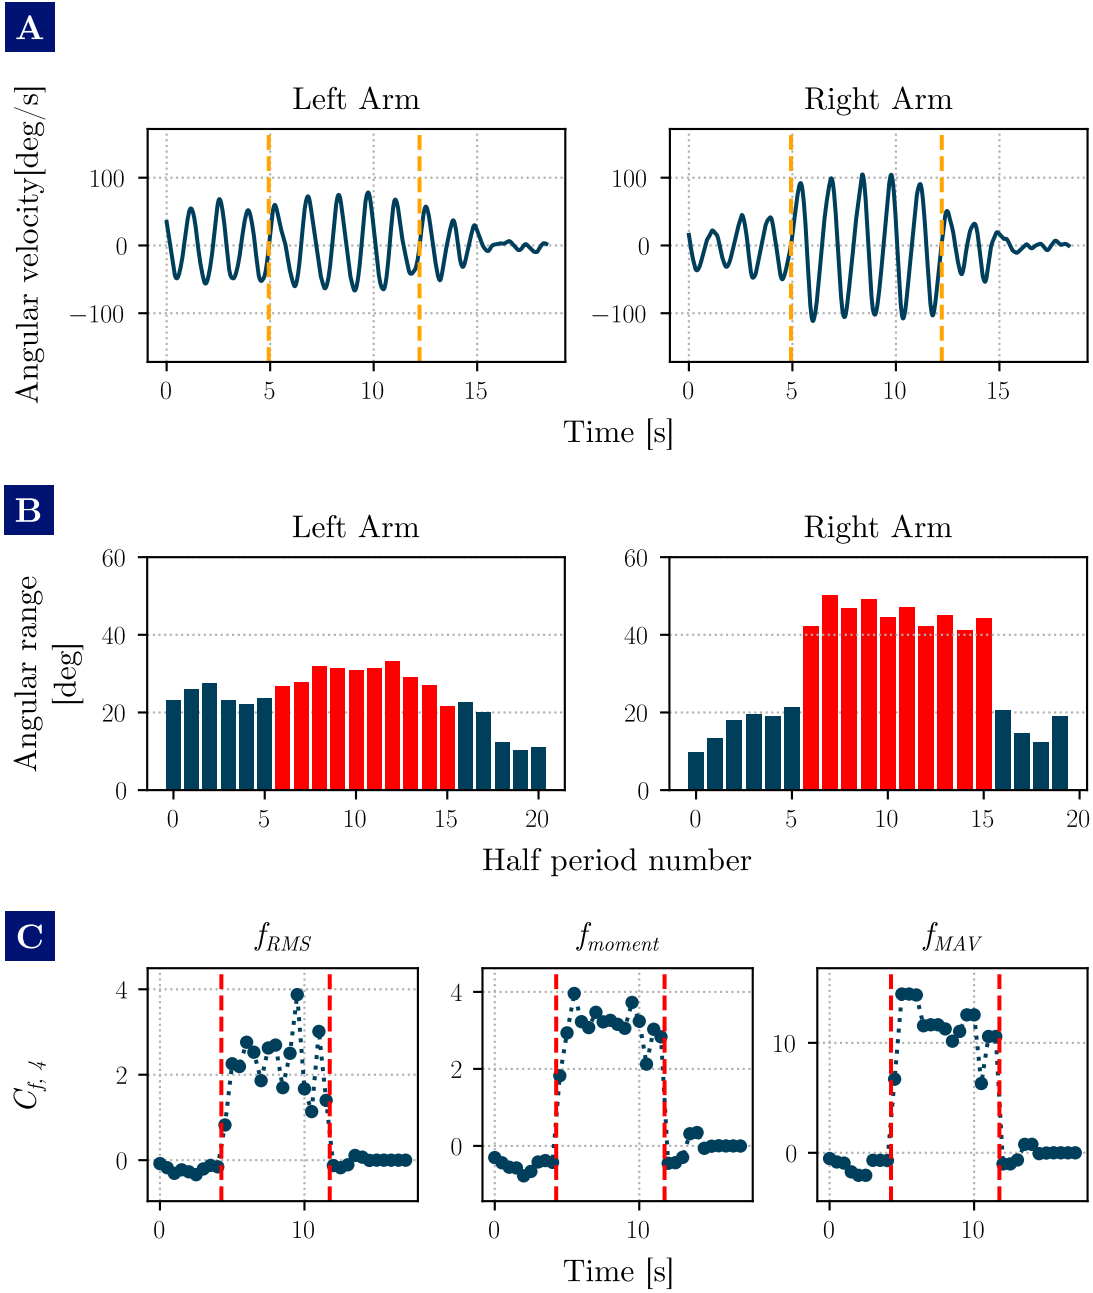 A
Left Arm
Right Arm
Angular velocity[deg/s]
100
0
−100
0 5 10 15
100
0
−100
0 5 10 15
Time [s]
B
Left Arm
Right Arm
Angular range
[deg]
60
40
20
0
0 5 10 15 20
60
40
20
0
0 5 10 15 20
Half period number
C
f_RMS
f_moment
f_MAV
C_f, 4
4
2
0
0 10
4
2
0
0 10
10
0
0 10
Time [s]